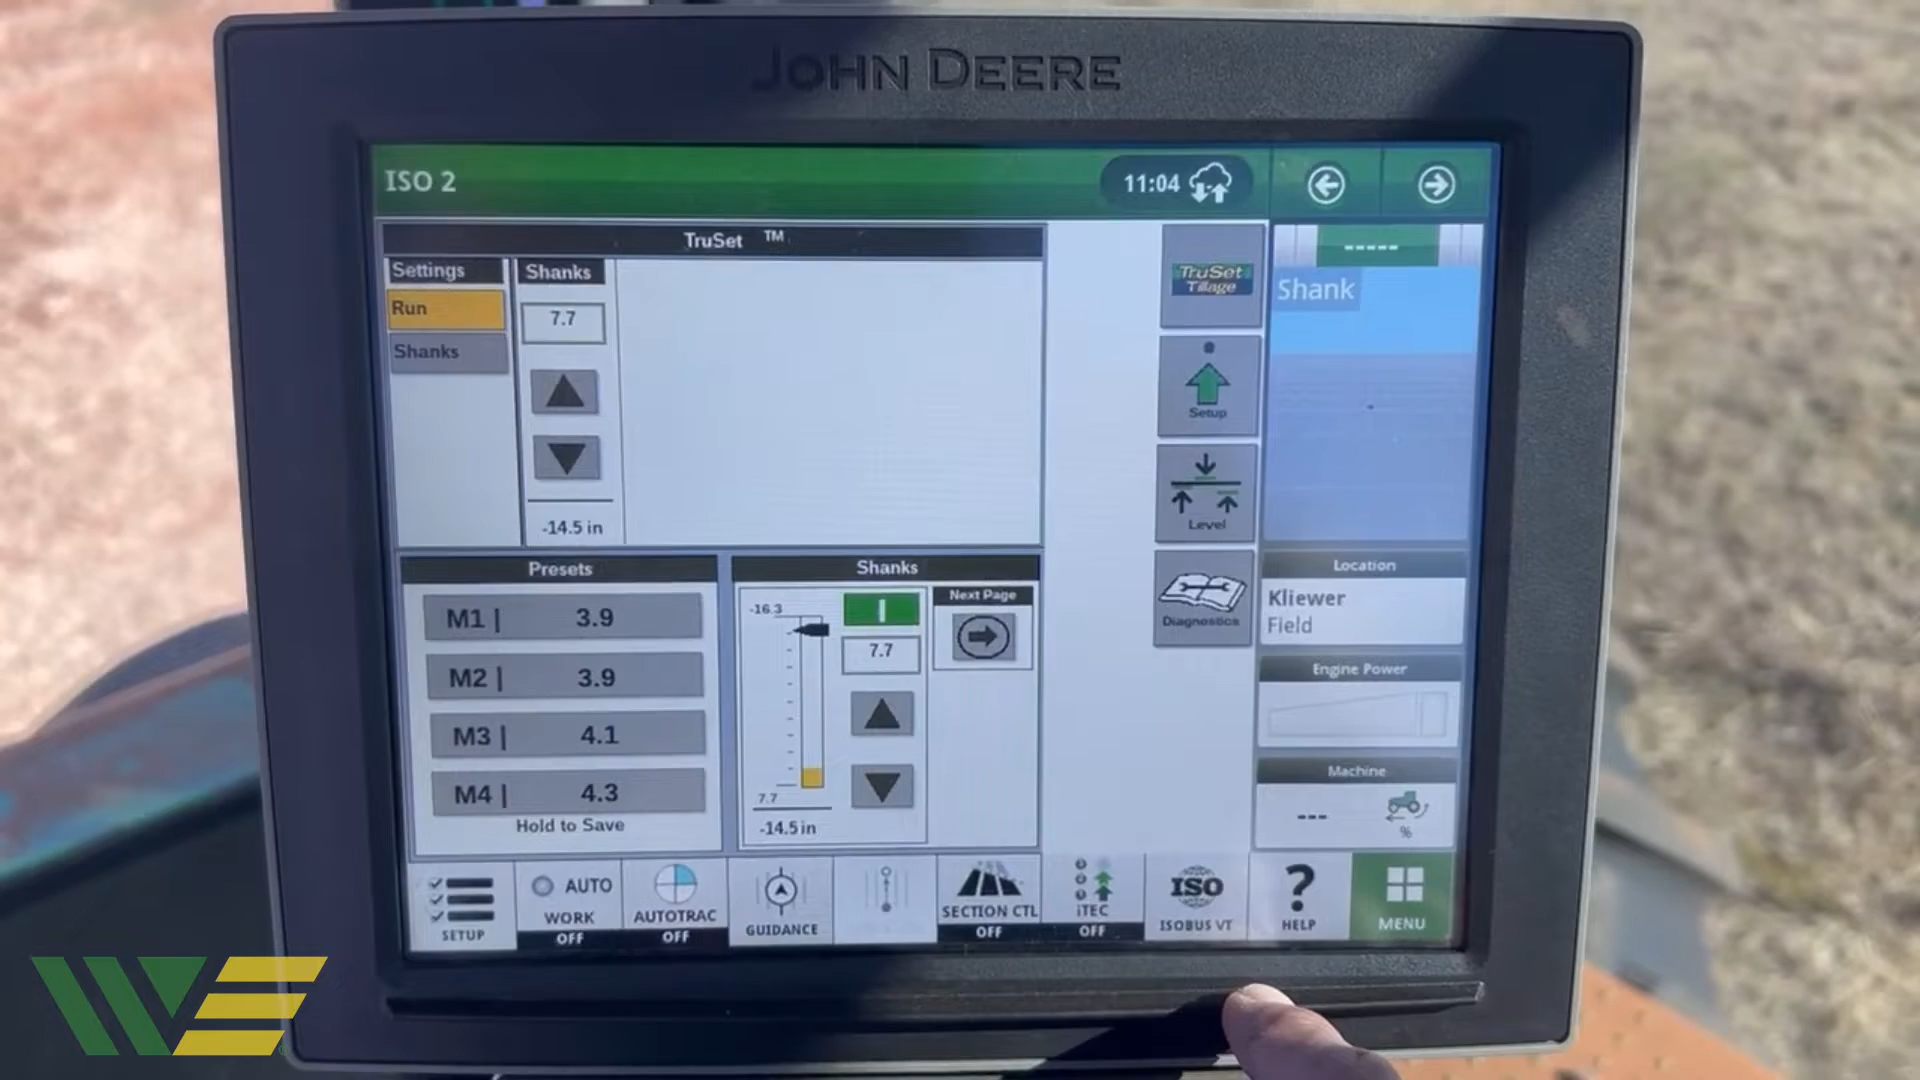 JOHN DEERE
ISO 2
11:04
TruSet ™
Settings
Run
Shanks
Shanks
7.7
-14.5 in
TruSet
Tillage
Setup
Level
Diagnostics
-----
Shank
Location
Kliewer
Field
Engine Power
Machine
---
%
Presets
M1 | 3.9
M2 | 3.9
M3 | 4.1
M4 | 4.3
Hold to Save
Shanks
-16.3
7.7
7.7
-14.5 in
Next Page
SETUP
AUTO
WORK
OFF
AUTOTRAC
OFF
GUIDANCE
SECTION CTL
OFF
iTEC
OFF
ISO
ISOBUS VT
?
HELP
MENU
WE